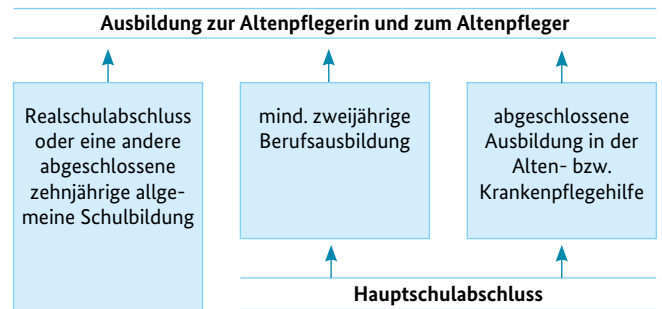 Ausbildung zur Altenpflegerin und zum Altenpfleger
Realschulabschluss
oder eine andere
abgeschlossene
zehnjährige allge-
meine Schulbildung
mind. zweijährige
Berufsausbildung
abgeschlossene
Ausbildung in der
Alten- bzw.
Krankenpflegehilfe
Hauptschulabschluss